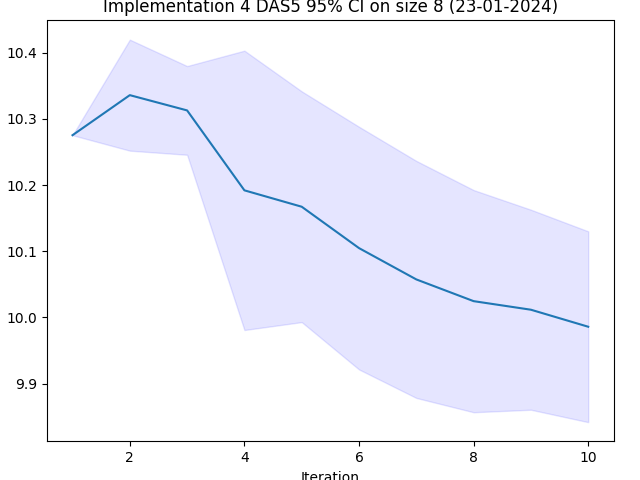 Implementation 4 DAS5 95% CI on size 8 (23-01-2024)
10.4
10.3
10.2
10.1
10.0
9.9
2 4 6 8 10
Iteration